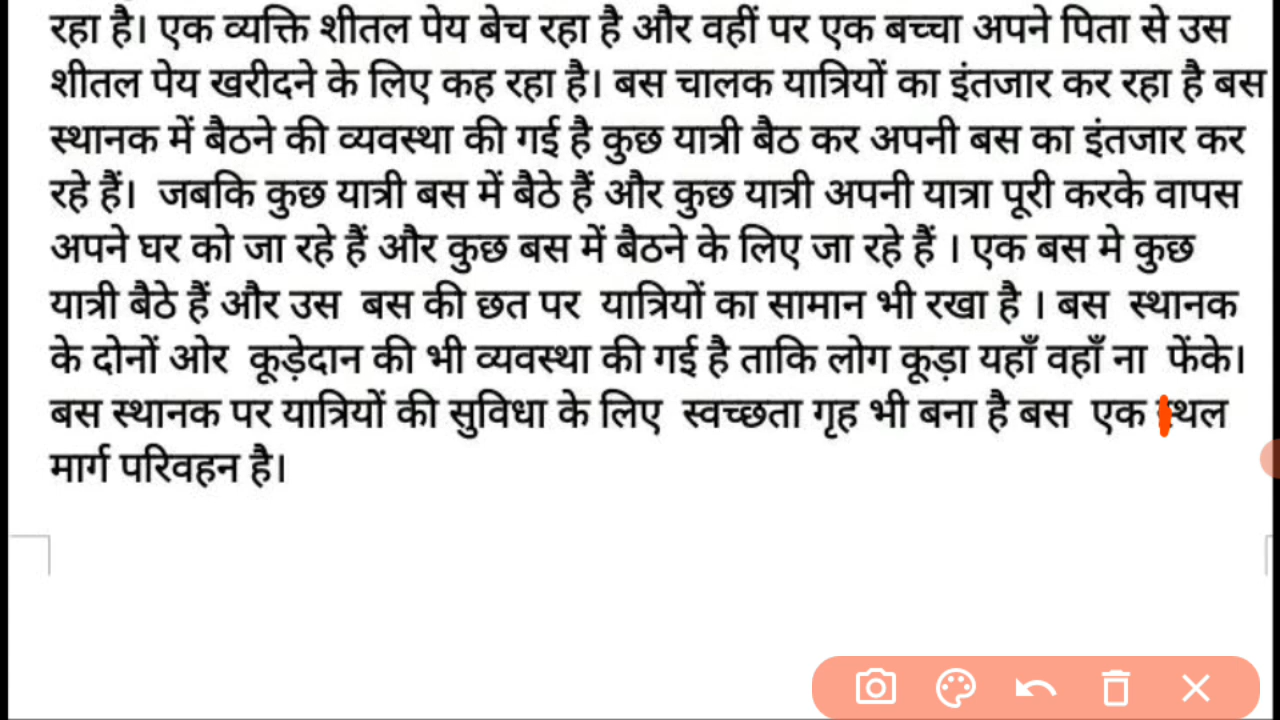 रहा है। एक व्यक्ति शीतल पेय बेच रहा है और वहीं पर एक बच्चा अपने पिता से उस
शीतल पेय खरीदने के लिए कह रहा है। बस चालक यात्रियों का इंतजार कर रहा है बस
स्थानक में बैठने की व्यवस्था की गई है कुछ यात्री बैठ कर अपनी बस का इंतजार कर
रहे हैं। जबकि कुछ यात्री बस में बैठे हैं और कुछ यात्री अपनी यात्रा पूरी करके वापस
अपने घर को जा रहे हैं और कुछ बस में बैठने के लिए जा रहे हैं । एक बस मे कुछ
यात्री बैठे हैं और उस बस की छत पर यात्रियों का सामान भी रखा है । बस स्थानक
के दोनों ओर कूड़ेदान की भी व्यवस्था की गई है ताकि लोग कूड़ा यहाँ वहाँ ना फेंके।
बस स्थानक पर यात्रियों की सुविधा के लिए स्वच्छता गृह भी बना है बस एक स्थल
मार्ग परिवहन है।